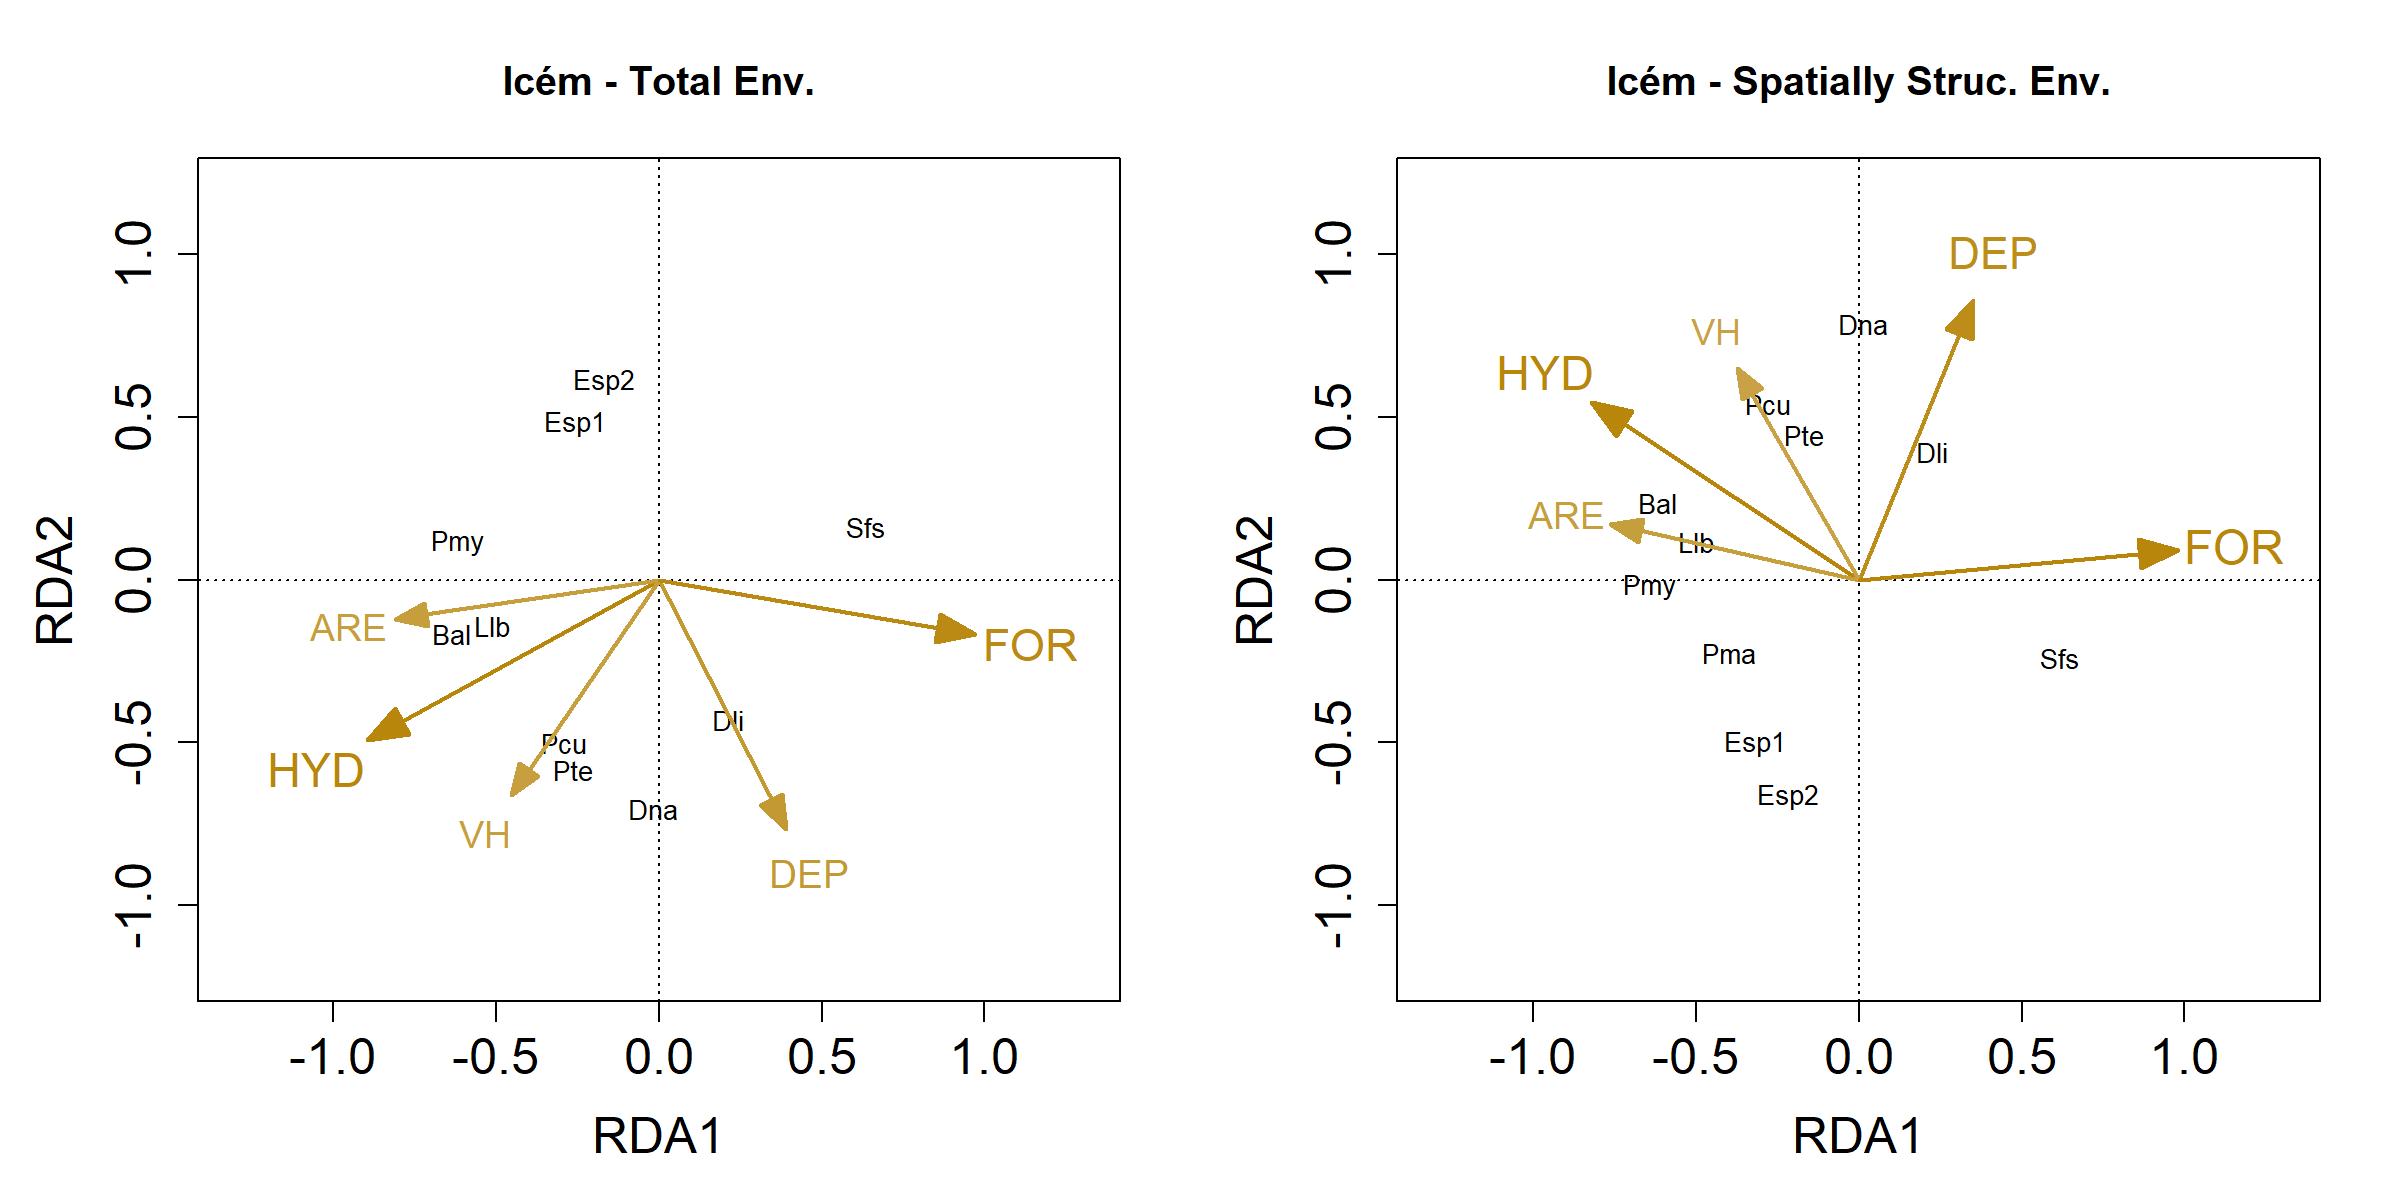 Icém - Total Env.
1.0
0.5
0.0
-0.5
-1.0
RDA2
Esp2
Esp1
Sfs
Pmy
ARE
Bal
Llb
FOR
HYD
Dli
Pcu
Pte
Dna
VH
DEP
-1.0 -0.5 0.0 0.5 1.0
RDA1
Icém - Spatially Struc. Env.
1.0
0.5
0.0
-0.5
-1.0
RDA2
DEP
VH
Dna
HYD
Pcu
Pte
Dli
Bal
ARE
Llb
FOR
Pmy
Pma
Sfs
Esp1
Esp2
-1.0 -0.5 0.0 0.5 1.0
RDA1